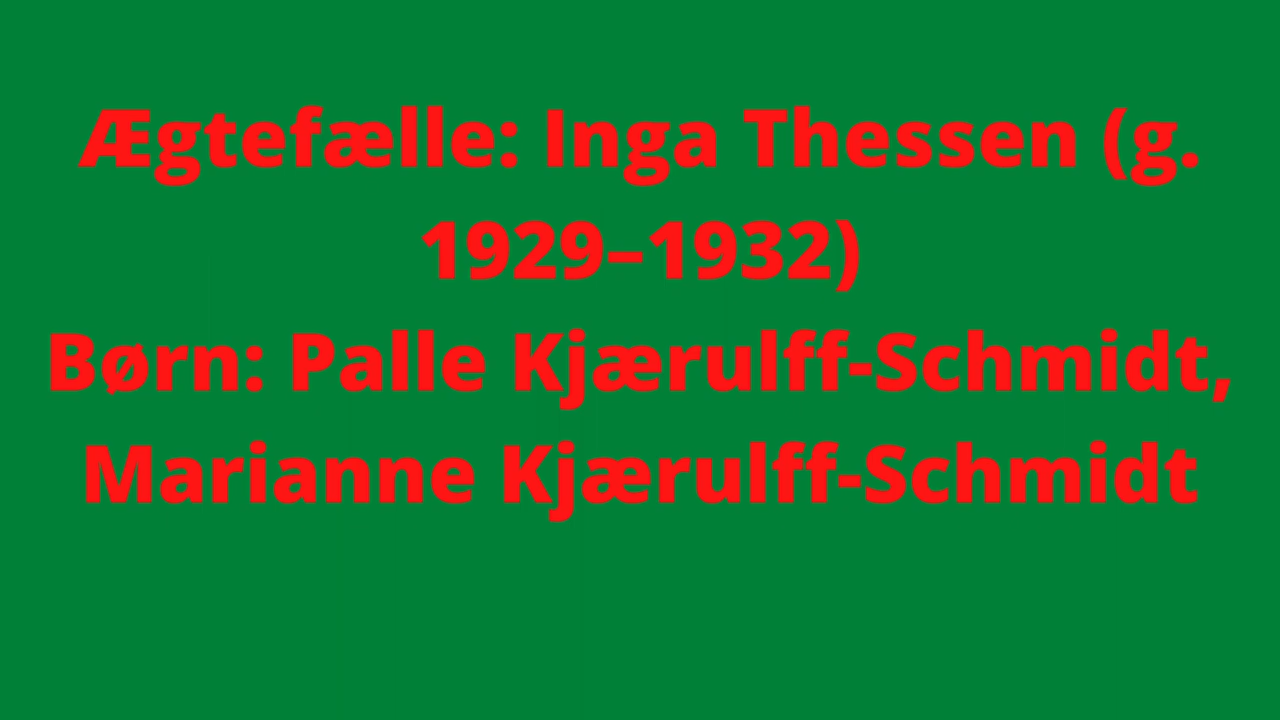 Ægtefælle: Inga Thessen (g.
1929–1932)
Børn: Palle Kjærulff-Schmidt,
Marianne Kjærulff-Schmidt